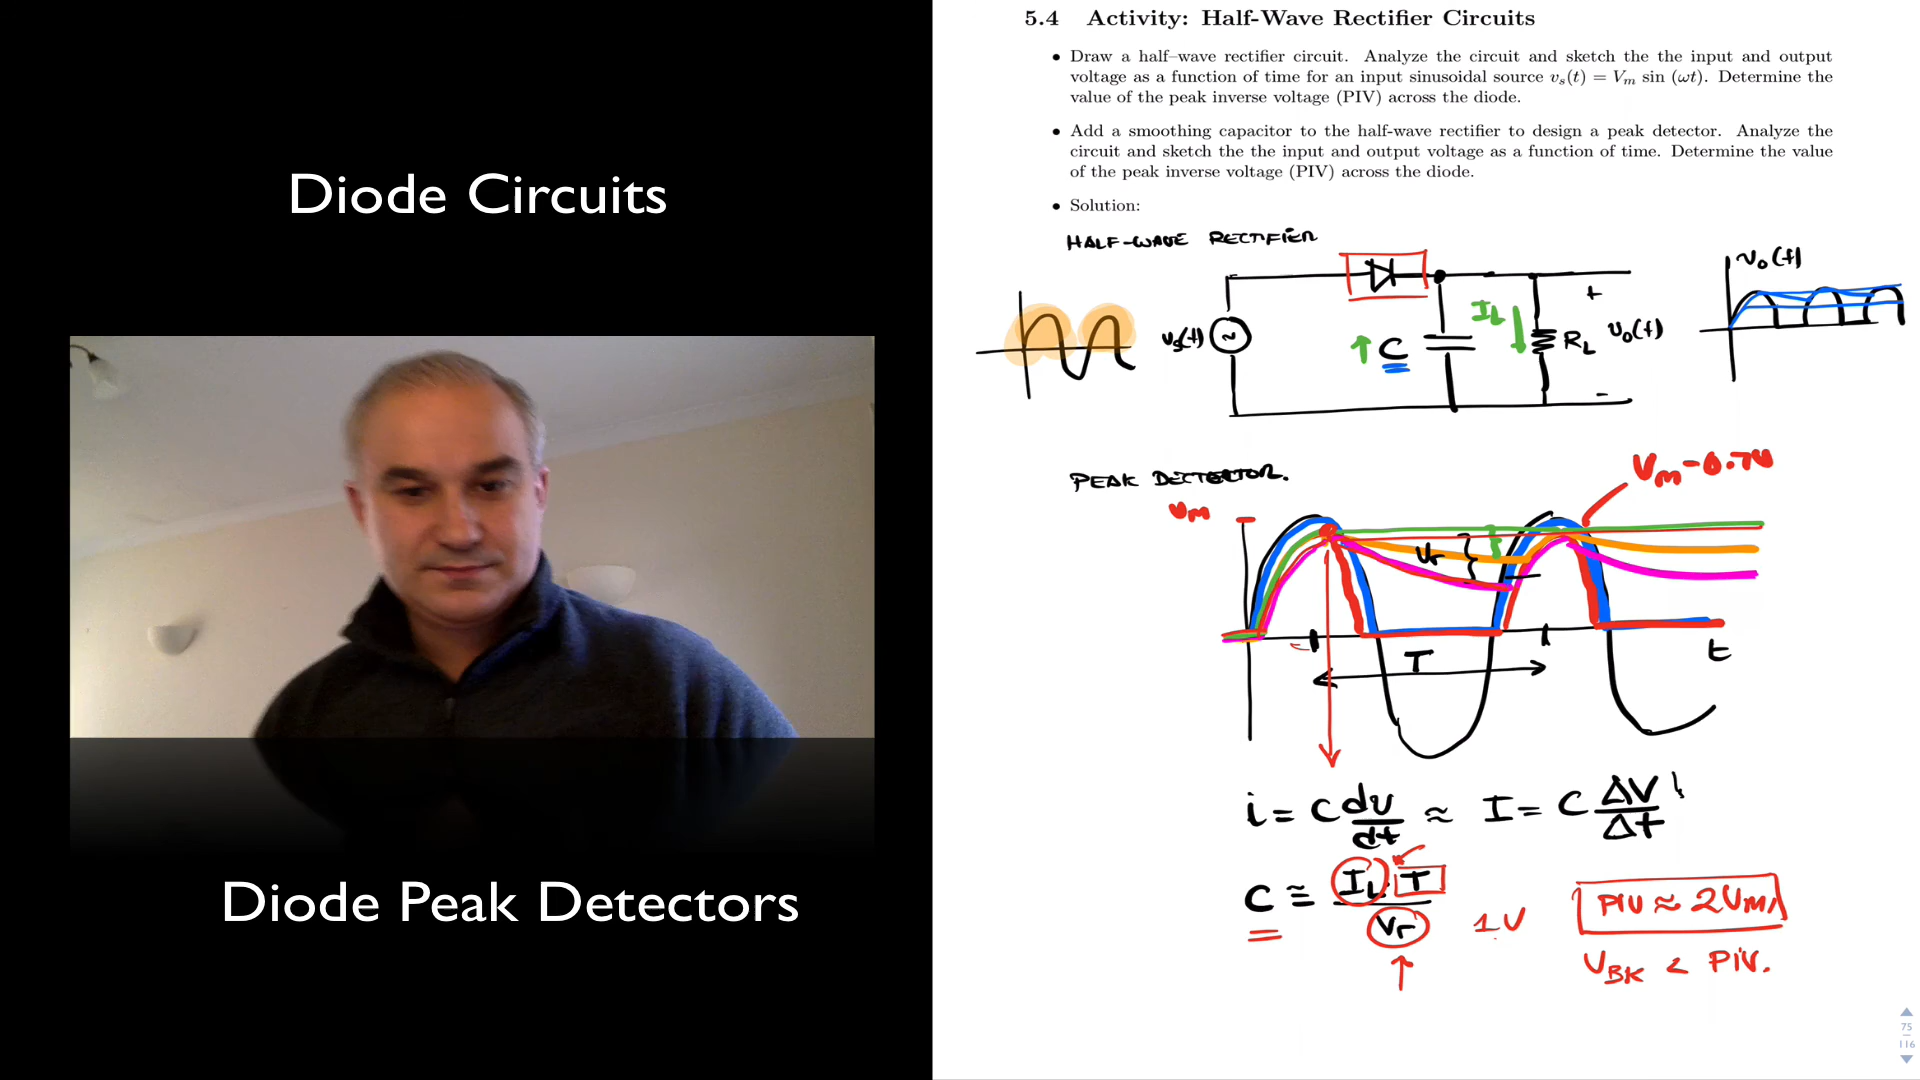 Diode Circuits
Diode Peak Detectors
5.4 Activity: Half-Wave Rectifier Circuits
• Draw a half–wave rectifier circuit. Analyze the circuit and sketch the the input and output
voltage as a function of time for an input sinusoidal source vs(t) = Vm sin (ωt). Determine the
value of the peak inverse voltage (PIV) across the diode.
• Add a smoothing capacitor to the half-wave rectifier to design a peak detector. Analyze the
circuit and sketch the the input and output voltage as a function of time. Determine the value
of the peak inverse voltage (PIV) across the diode.
• Solution:
HALF-WAVE RECTIFIER
vs(t)
~
↑ C
IL
RL
+
vo(t)
-
vo(t)
PEAK DECTECTOR.
Vm
Vm-0.7V
Vr
T
t
i = C dv/dt ≈ I = C ΔV/Δt
C ≅ IL T / Vr
1V
PIV ≈ 2Vm
VBK < PIV.
75
116